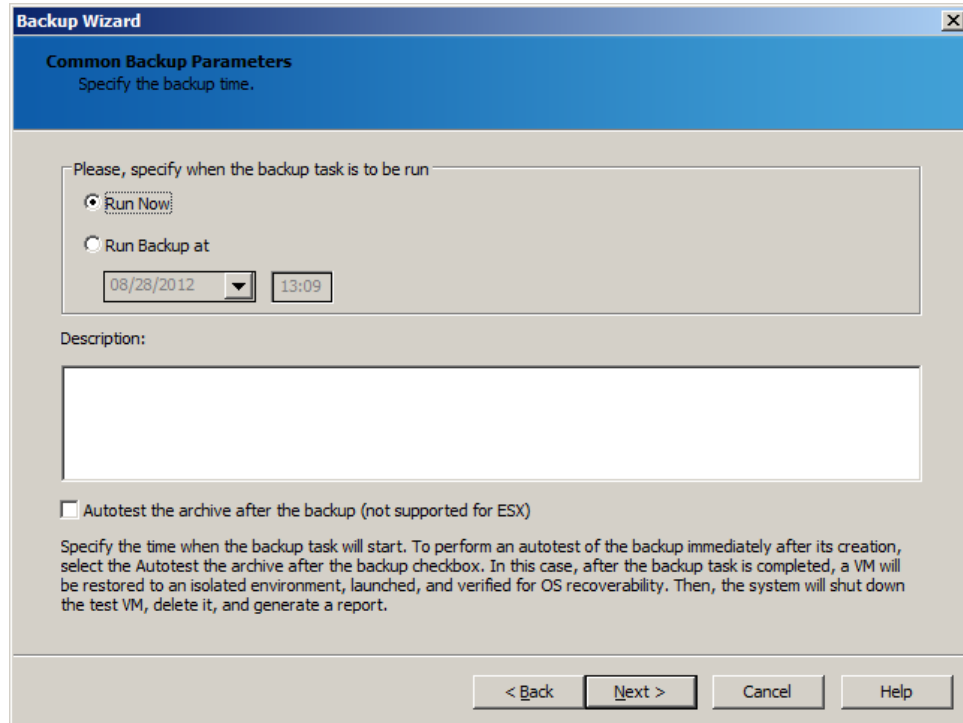 Backup Wizard
Common Backup Parameters
Specify the backup time.
Please, specify when the backup task is to be run
Run Now
Run Backup at
08/28/2012 13:09
Description:
Autotest the archive after the backup (not supported for ESX)
Specify the time when the backup task will start. To perform an autotest of the backup immediately after its creation,
select the Autotest the archive after the backup checkbox. In this case, after the backup task is completed, a VM will
be restored to an isolated environment, launched, and verified for OS recoverability. Then, the system will shut down
the test VM, delete it, and generate a report.
< Back Next > Cancel Help